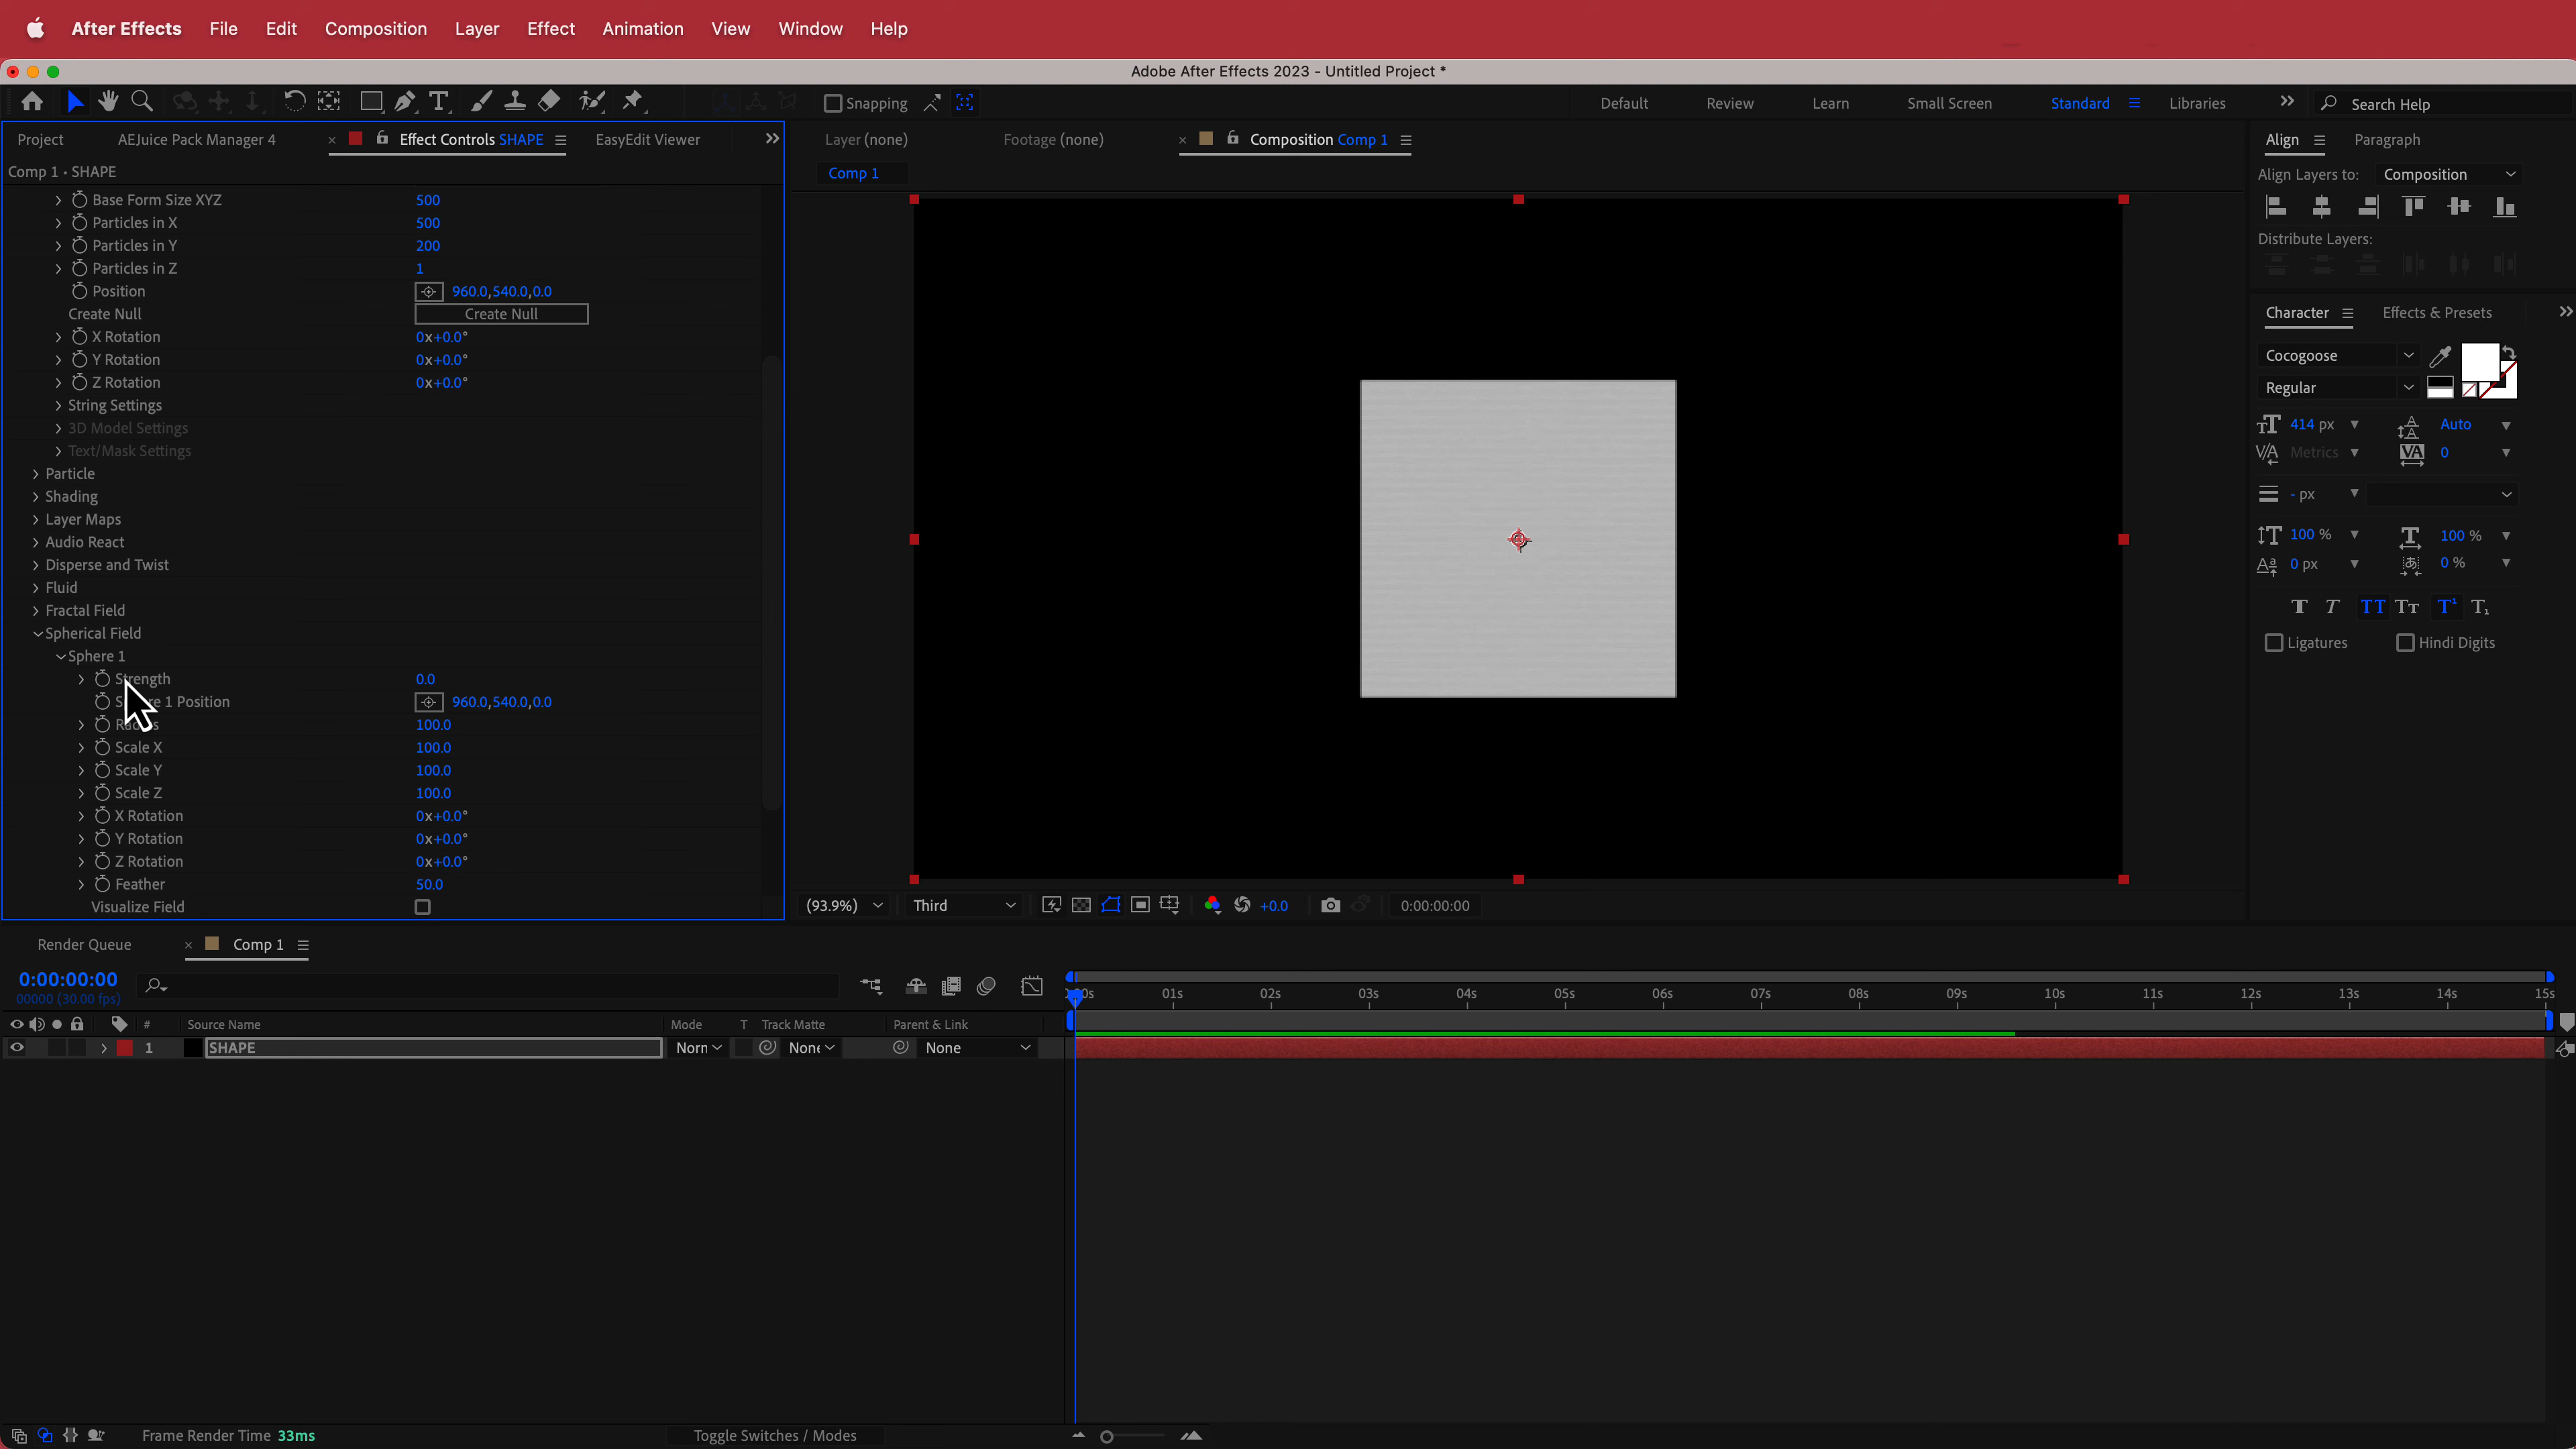 After Effects File Edit Composition Layer Effect Animation View Window Help
Adobe After Effects 2023 - Untitled Project *
Snapping Default Review Learn Small Screen Standard Libraries Search Help
Project AEJuice Pack Manager 4 Effect Controls SHAPE EasyEdit Viewer
Layer (none) Footage (none) Composition Comp 1
Align Paragraph
Comp 1 • SHAPE
Comp 1
Align Layers to: Composition
Distribute Layers:
Base Form Size XYZ 500
Particles in X 500
Particles in Y 200
Particles in Z 1
Position 960.0,540.0,0.0
Create Null Create Null
X Rotation 0x+0.0°
Y Rotation 0x+0.0°
Z Rotation 0x+0.0°
String Settings
3D Model Settings
Text/Mask Settings
Particle
Shading
Layer Maps
Audio React
Disperse and Twist
Fluid
Fractal Field
Spherical Field
Sphere 1
Strength 0.0
1 Position 960.0,540.0,0.0
100.0
Scale X 100.0
Scale Y 100.0
Scale Z 100.0
X Rotation 0x+0.0°
Y Rotation 0x+0.0°
Z Rotation 0x+0.0°
Feather 50.0
Visualize Field
Character Effects & Presets
Cocogoose
Regular
414 px Auto
Metrics 0
- px
100 % 100 %
0 px 0 %
Ligatures Hindi Digits
(93.9%) Third +0.0 0:00:00:00
Render Queue Comp 1
0:00:00:00
00000 (30.00 fps)
01s 02s 03s 04s 05s 06s 07s 08s 09s 10s 11s 12s 13s 14s 15s
# Source Name Mode T Track Matte Parent & Link
1 SHAPE Norn None None
Frame Render Time 33ms Toggle Switches / Modes